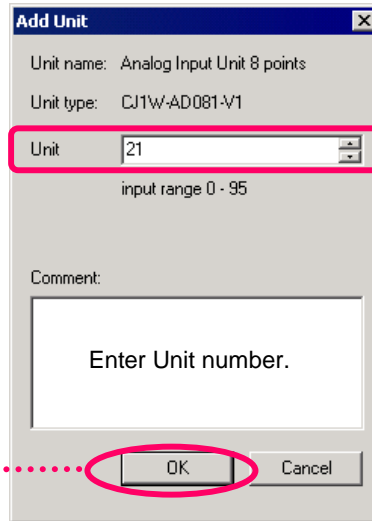 Add Unit
Unit name: Analog Input Unit 8 points
Unit type: CJ1W-AD081-V1
Unit 21
input range 0 - 95
Comment:
Enter Unit number.
OK Cancel